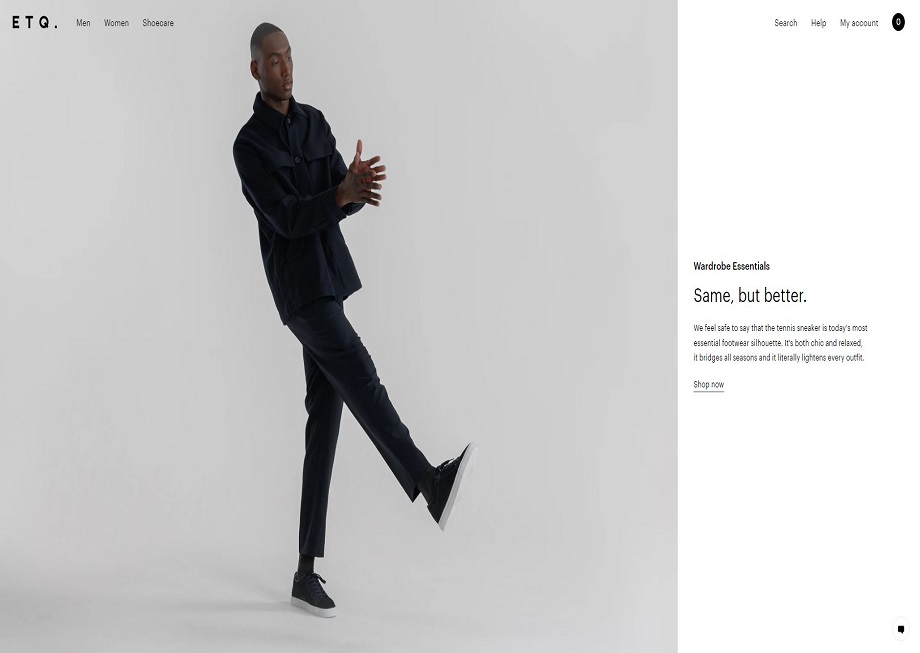 ETQ. Men Women Shoecare Search Help My account 0
Wardrobe Essentials
Same, but better.
We feel safe to say that the tennis sneaker is today's most
essential footwear silhouette. It's both chic and relaxed,
it bridges all seasons and it literally lightens every outfit.
Shop now